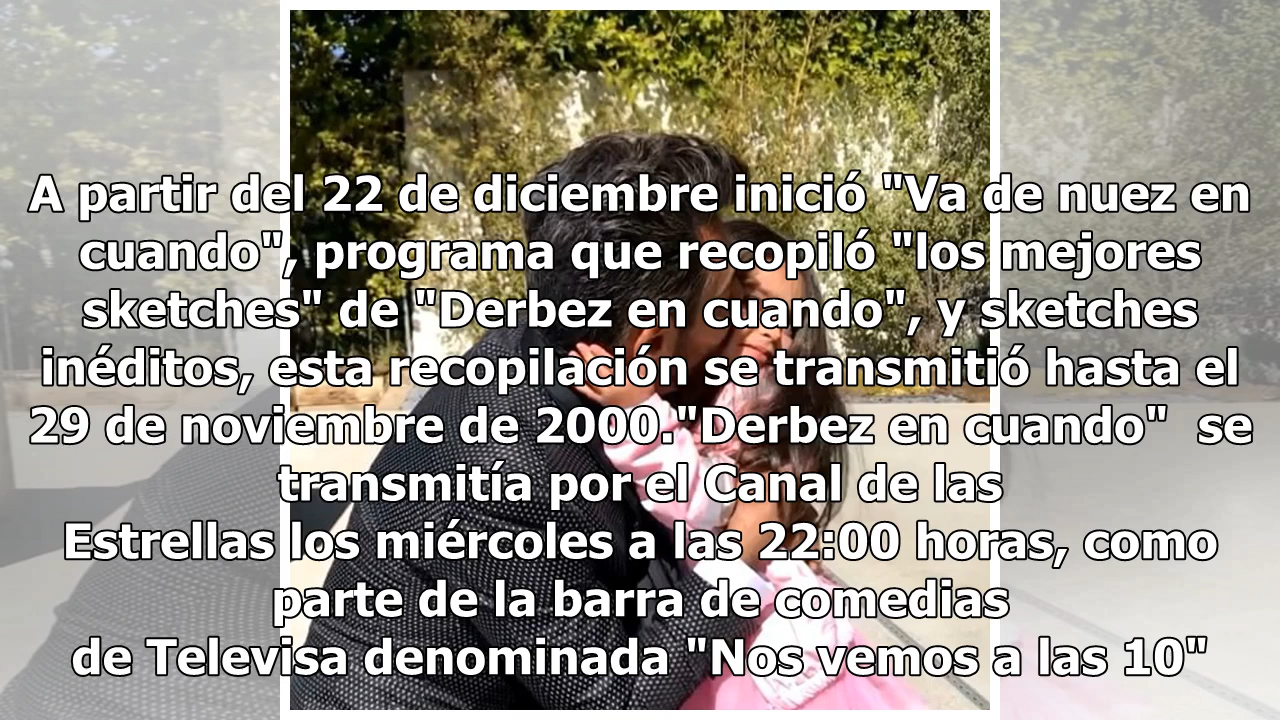 A partir del 22 de diciembre inició "Va de nuez en
cuando", programa que recopiló "los mejores
sketches" de "Derbez en cuando", y sketches
inéditos, esta recopilación se transmitió hasta el
29 de noviembre de 2000."Derbez en cuando"  se
transmitía por el Canal de las
Estrellas los miércoles a las 22:00 horas, como
parte de la barra de comedias
de Televisa denominada "Nos vemos a las 10"